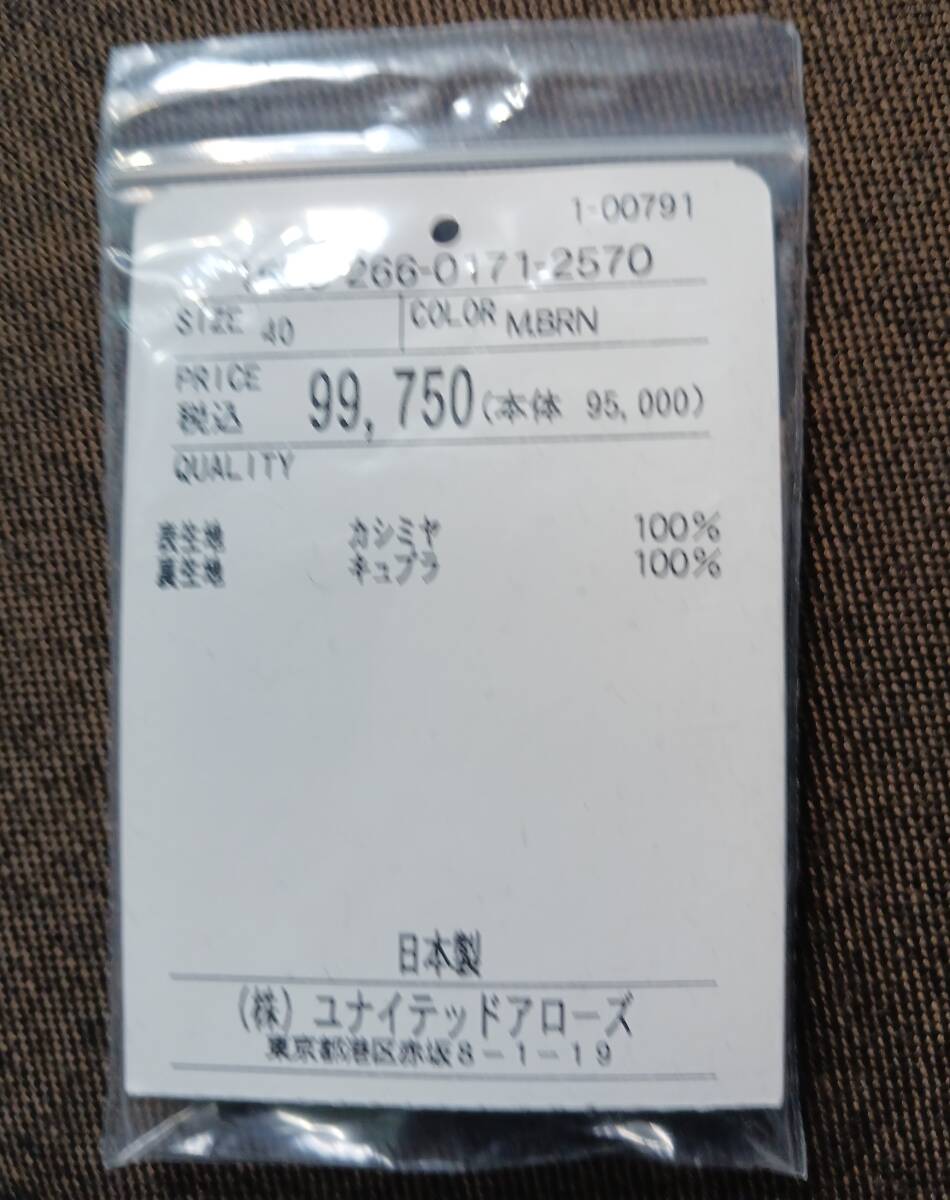 1-00791
266-0171-2570
SIZE 40 COLOR M.BRN
PRICE
税込 99,750(本体 95,000)
QUALITY
表生地 カシミヤ 100%
裏生地 キュプラ 100%
日本製
(株) ユナイテッドアローズ
東京都港区赤坂8-1-19